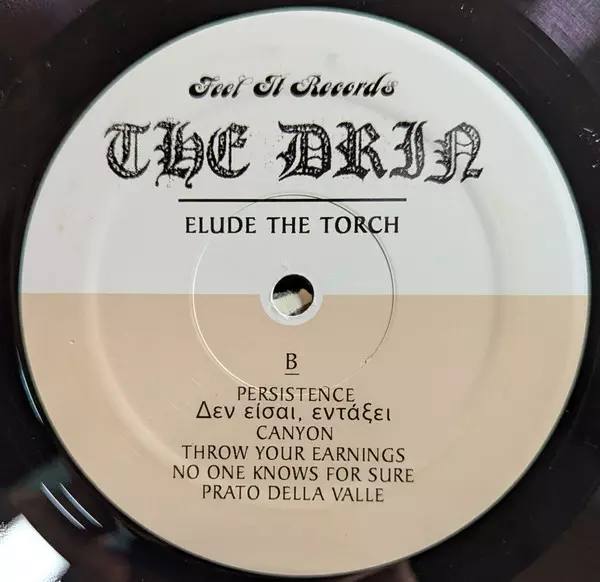 Feel It Records
THE DRIN
ELUDE THE TORCH
B
PERSISTENCE
Δεν είσαι, εντάξει
CANYON
THROW YOUR EARNINGS
NO ONE KNOWS FOR SURE
PRATO DELLA VALLE